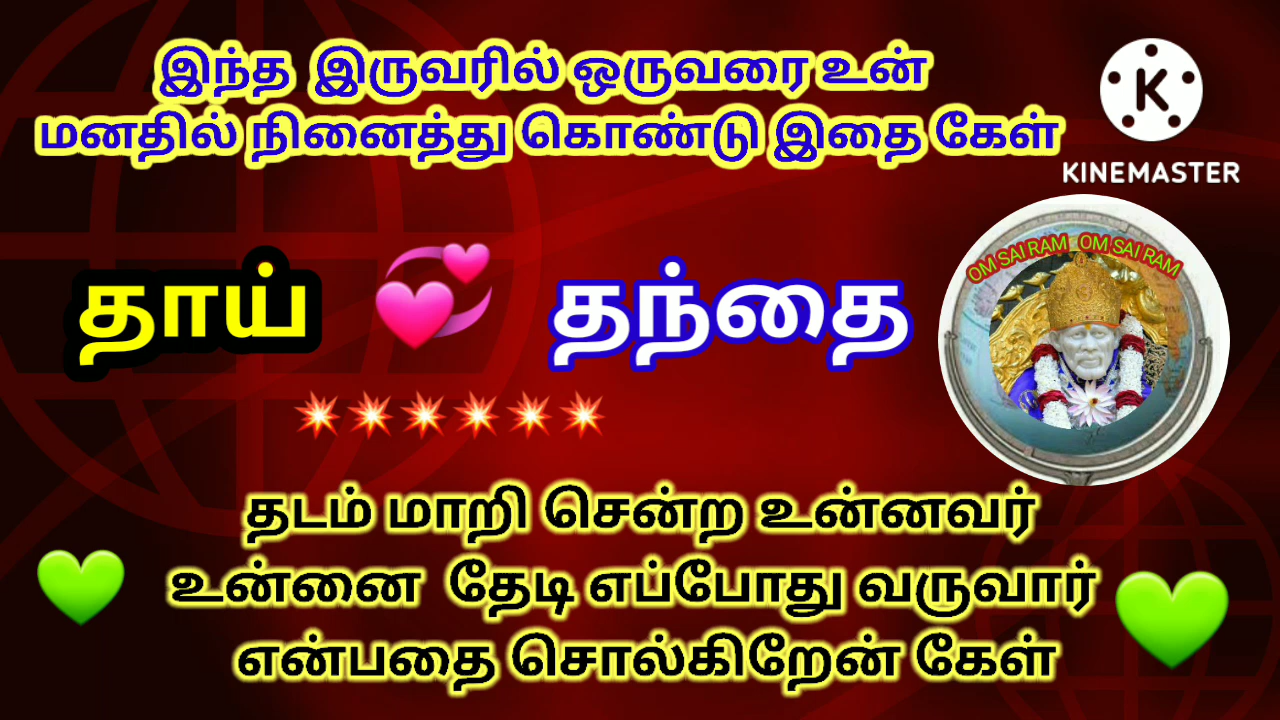 இந்த இருவரில் ஒருவரை உன்
மனதில் நினைத்து கொண்டு இதை கேள்
K
KINEMASTER
OM SAI RAM OM SAI RAM
தாய் 💞 தந்தை
💥💥💥💥💥💥
தடம் மாறி சென்ற உன்னவர்
உன்னை தேடி எப்போது வருவார்
என்பதை சொல்கிறேன் கேள்